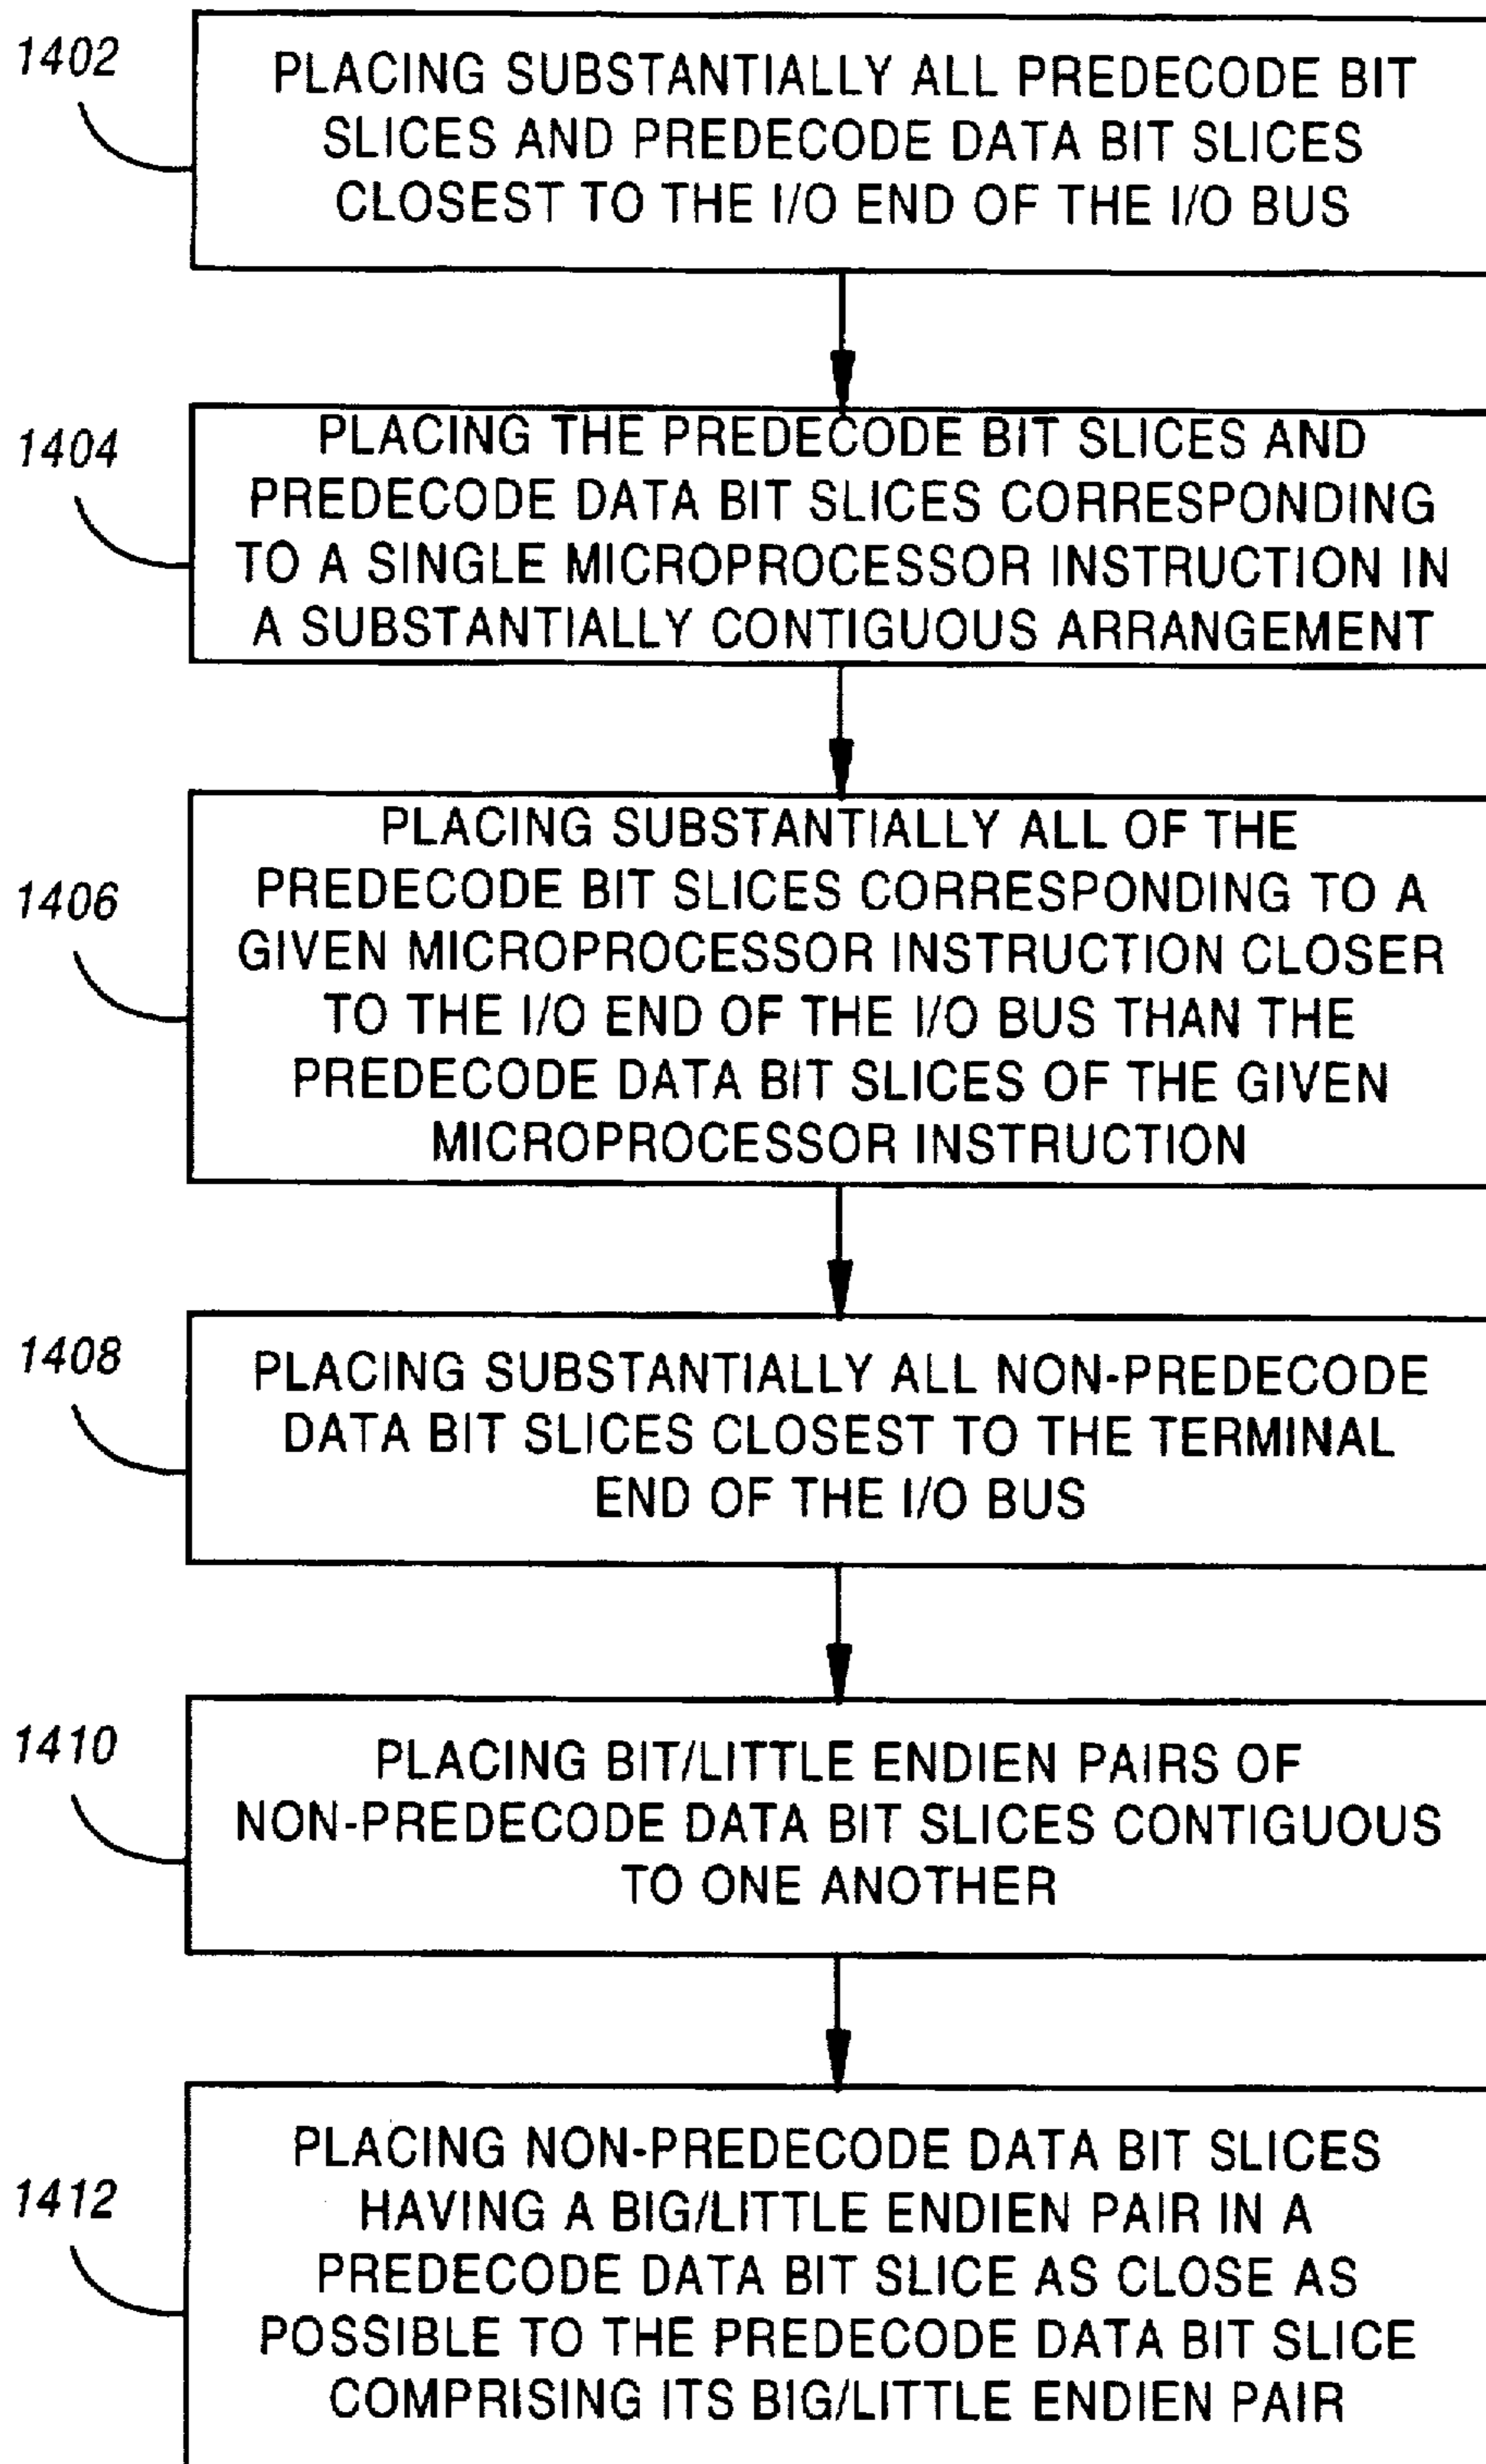 1402
PLACING SUBSTANTIALLY ALL PREDECODE BIT
SLICES AND PREDECODE DATA BIT SLICES
CLOSEST TO THE I/O END OF THE I/O BUS
1404
PLACING THE PREDECODE BIT SLICES AND
PREDECODE DATA BIT SLICES CORRESPONDING
TO A SINGLE MICROPROCESSOR INSTRUCTION IN
A SUBSTANTIALLY CONTIGUOUS ARRANGEMENT
1406
PLACING SUBSTANTIALLY ALL OF THE
PREDECODE BIT SLICES CORRESPONDING TO A
GIVEN MICROPROCESSOR INSTRUCTION CLOSER
TO THE I/O END OF THE I/O BUS THAN THE
PREDECODE DATA BIT SLICES OF THE GIVEN
MICROPROCESSOR INSTRUCTION
1408
PLACING SUBSTANTIALLY ALL NON-PREDECODE
DATA BIT SLICES CLOSEST TO THE TERMINAL
END OF THE I/O BUS
1410
PLACING BIT/LITTLE ENDIEN PAIRS OF
NON-PREDECODE DATA BIT SLICES CONTIGUOUS
TO ONE ANOTHER
1412
PLACING NON-PREDECODE DATA BIT SLICES
HAVING A BIG/LITTLE ENDIEN PAIR IN A
PREDECODE DATA BIT SLICE AS CLOSE AS
POSSIBLE TO THE PREDECODE DATA BIT SLICE
COMPRISING ITS BIG/LITTLE ENDIEN PAIR